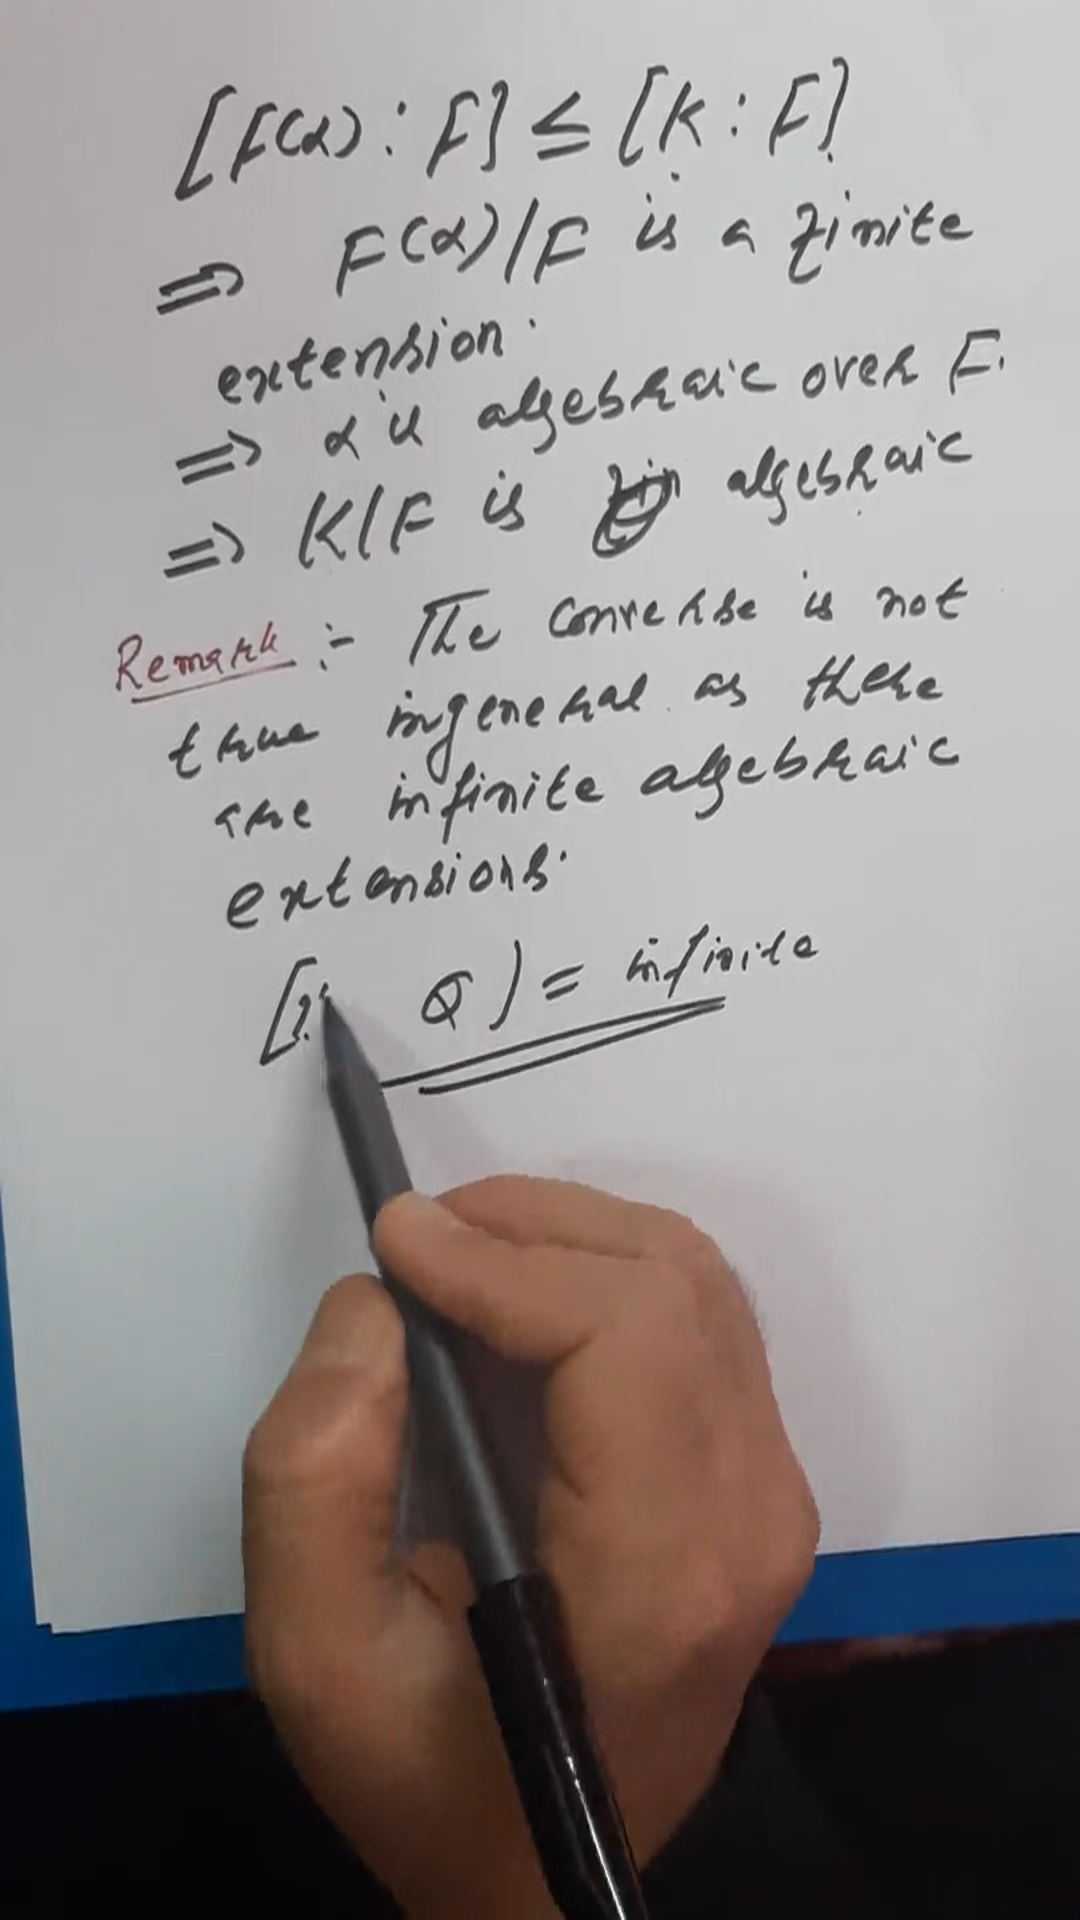 [F(α) : F] ≤ [K : F]
⇒ F(α)/F is a finite
extension.
⇒ α is algebraic over F.
⇒ K/F is algebraic
Remark :- The converse is not
true in general as there
are infinite algebraic
extensions.
[ Q ) = infinite